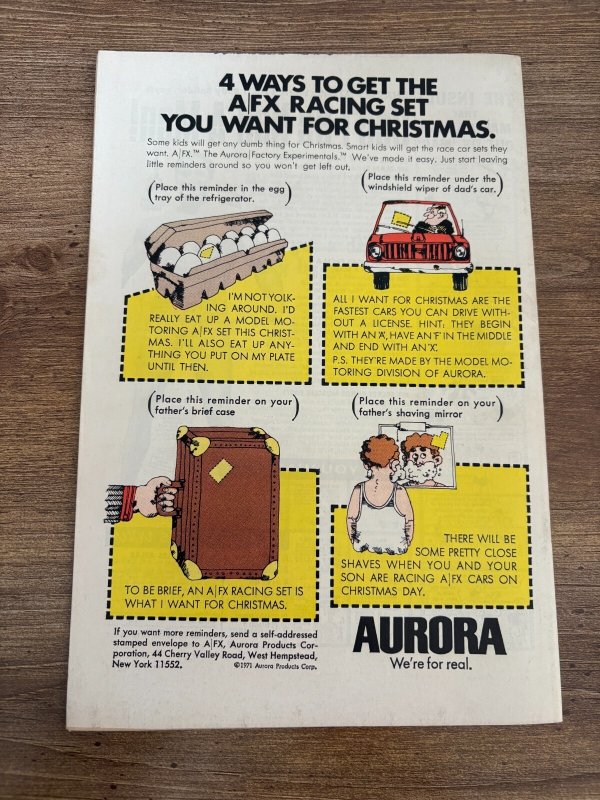 4 WAYS TO GET THE
A|FX RACING SET
YOU WANT FOR CHRISTMAS.
Some kids will get any dumb thing for Christmas. Smart kids will get the race car sets they
want. A|FX.™ The Aurora|Factory Experimentals.™ We've made it easy. Just start leaving
little reminders around so you won't get left out.
(Place this reminder in the egg
tray of the refrigerator.)
I'M NOT YOLK-
ING AROUND. I'D
REALLY EAT UP A MODEL MO-
TORING A|FX SET THIS CHRIST-
MAS. I'LL ALSO EAT UP ANY-
THING YOU PUT ON MY PLATE
UNTIL THEN.
(Place this reminder under the
windshield wiper of dad's car.)
ALL I WANT FOR CHRISTMAS ARE THE
FASTEST CARS YOU CAN DRIVE WITH-
OUT A LICENSE. HINT: THEY BEGIN
WITH AN 'A', HAVE AN 'F' IN THE MIDDLE
AND END WITH AN 'X'.
P.S. THEY'RE MADE BY THE MODEL MO-
TORING DIVISION OF AURORA.
(Place this reminder on your
father's brief case)
TO BE BRIEF, AN A|FX RACING SET IS
WHAT I WANT FOR CHRISTMAS.
(Place this reminder on your
father's shaving mirror)
THERE WILL BE
SOME PRETTY CLOSE
SHAVES WHEN YOU AND YOUR
SON ARE RACING A|FX CARS ON
CHRISTMAS DAY.
If you want more reminders, send a self-addressed
stamped envelope to A|FX, Aurora Products Cor-
poration, 44 Cherry Valley Road, West Hempstead,
New York 11552.
©1971 Aurora Products Corp.
AURORA
We're for real.